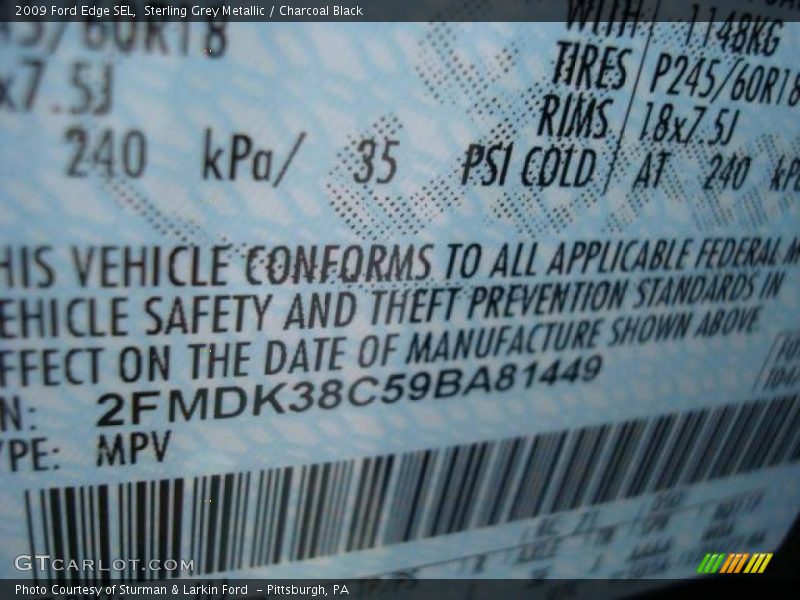 2009 Ford Edge SEL, Sterling Grey Metallic / Charcoal Black
WITH 1148KG
/60R18 TIRES P245/60R18
x7.5J RIMS 18x7.5J
240 kPa/ 35 PSI COLD AT 240 kPa
HIS VEHICLE CONFORMS TO ALL APPLICABLE FEDERAL M
EHICLE SAFETY AND THEFT PREVENTION STANDARDS IN
FFECT ON THE DATE OF MANUFACTURE SHOWN ABOVE
N: 2FMDK38C59BA81449
YPE: MPV
GTCARLOT.COM
Photo Courtesy of Sturman & Larkin Ford - Pittsburgh, PA